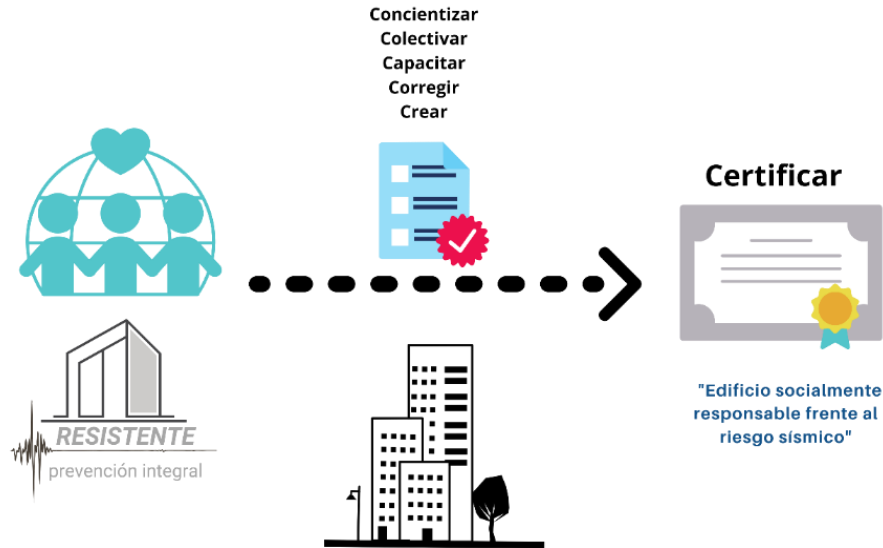 Concientizar
Colectivar
Capacitar
Corregir
Crear
Certificar
RESISTENTE
prevención integral
"Edificio socialmente
responsable frente al
riesgo sísmico"